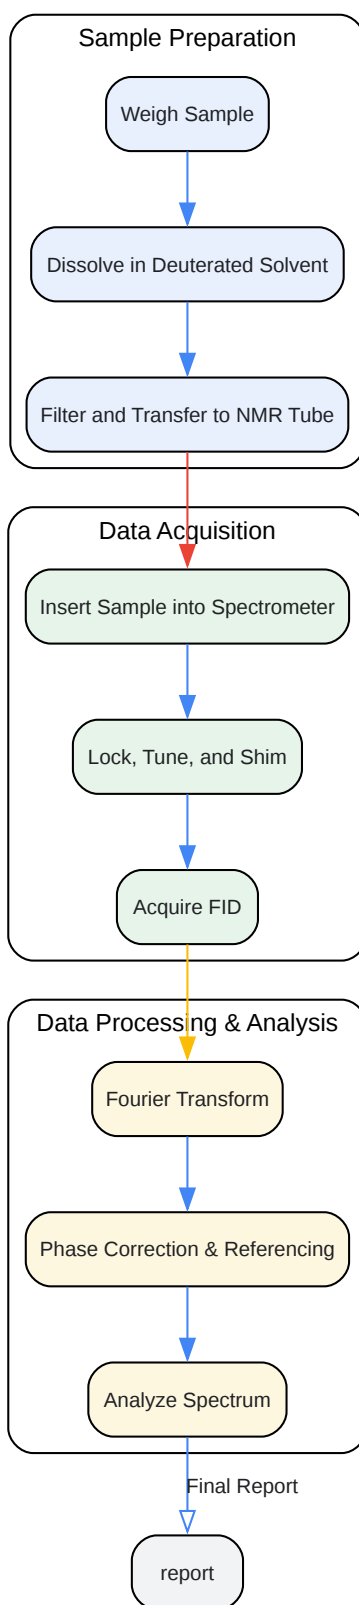 Sample Preparation
Weigh Sample
Dissolve in Deuterated Solvent
Filter and Transfer to NMR Tube
Data Acquisition
Insert Sample into Spectrometer
Lock, Tune, and Shim
Acquire FID
Data Processing & Analysis
Fourier Transform
Phase Correction & Referencing
Analyze Spectrum
Final Report
report